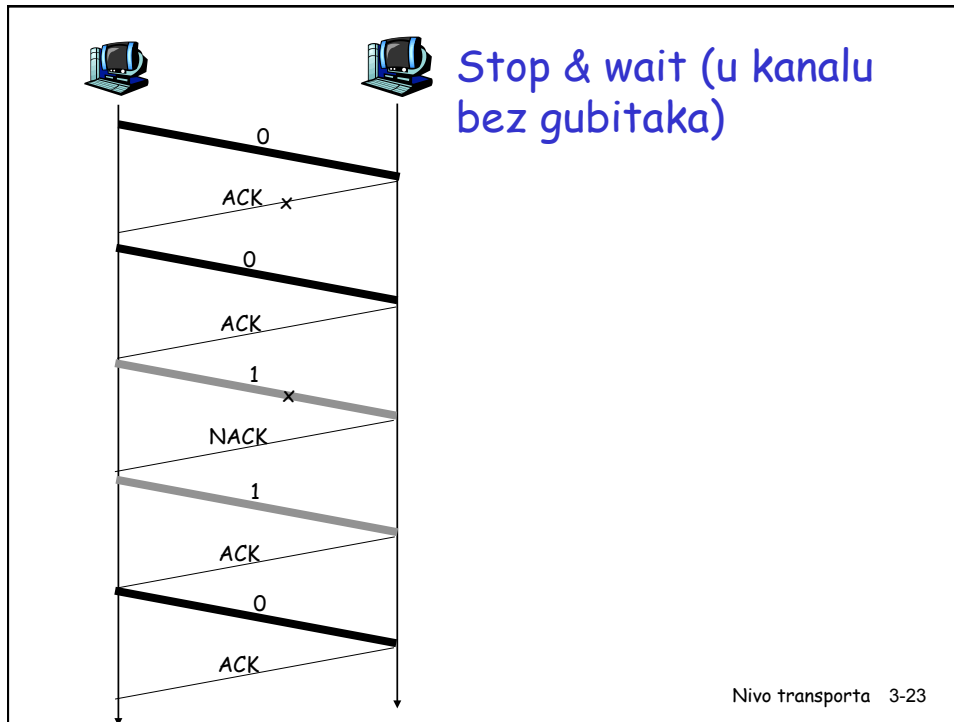 Stop & wait (u kanalu
bez gubitaka)
0
ACK x
0
ACK
1
x
NACK
1
ACK
0
ACK
Nivo transporta 3-23